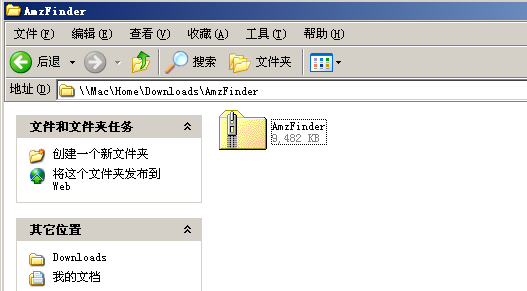 AmzFinder
文件(F) 编辑(E) 查看(V) 收藏(A) 工具(T) 帮助(H)
后退 搜索 文件夹
地址(D) \\Mac\Home\Downloads\AmzFinder
文件和文件夹任务
创建一个新文件夹
将这个文件夹发布到
Web
其它位置
Downloads
我的文档
AmzFinder
9,482 KB